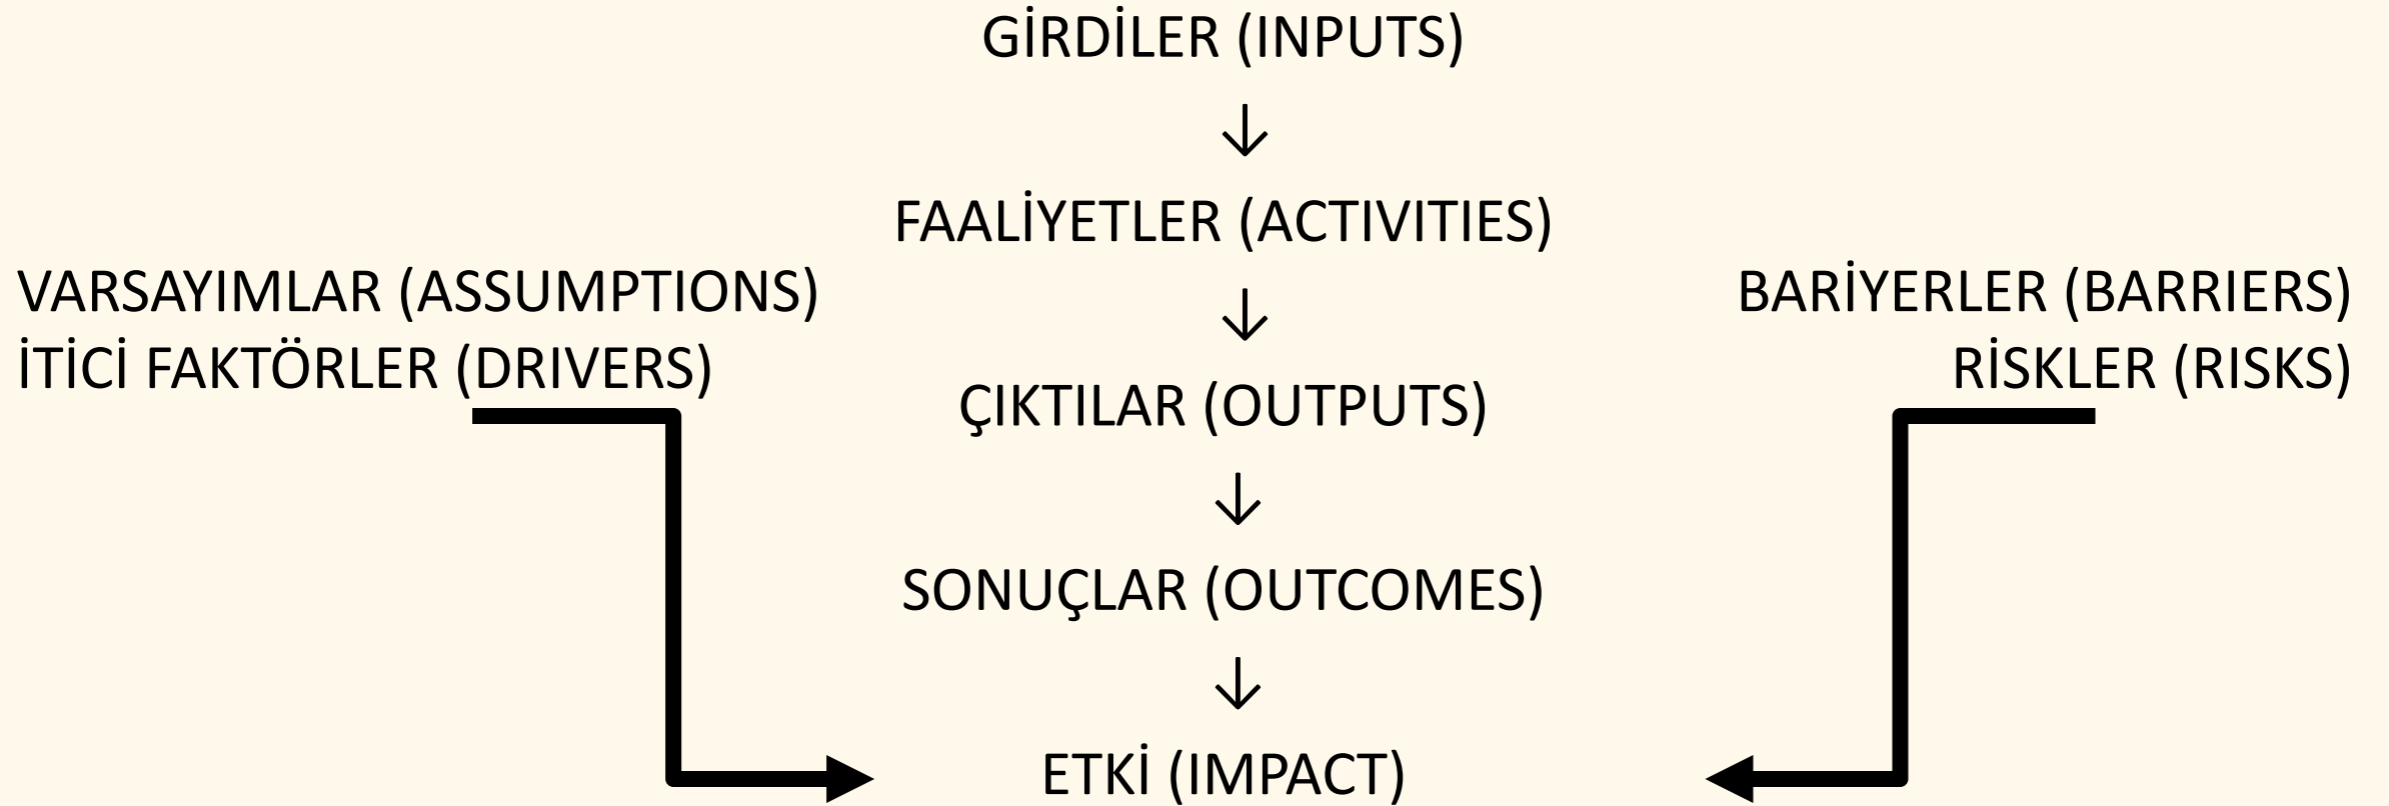 GİRDİLER (INPUTS)
↓
FAALİYETLER (ACTIVITIES)
↓
VARSAYIMLAR (ASSUMPTIONS)
İTİCİ FAKTÖRLER (DRIVERS)
BARİYERLER (BARRIERS)
RİSKLER (RISKS)
ÇIKTILAR (OUTPUTS)
↓
SONUÇLAR (OUTCOMES)
↓
ETKİ (IMPACT)